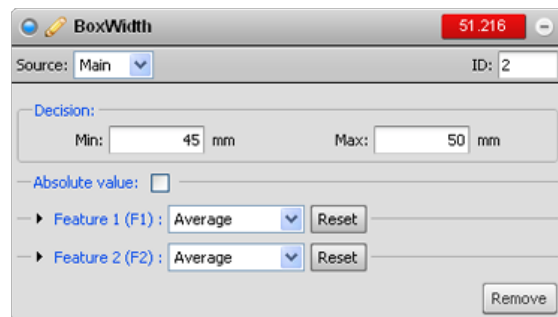 BoxWidth 51.216
Source: Main ID: 2
Decision:
Min: 45 mm Max: 50 mm
Absolute value:
Feature 1 (F1) : Average Reset
Feature 2 (F2) : Average Reset
Remove